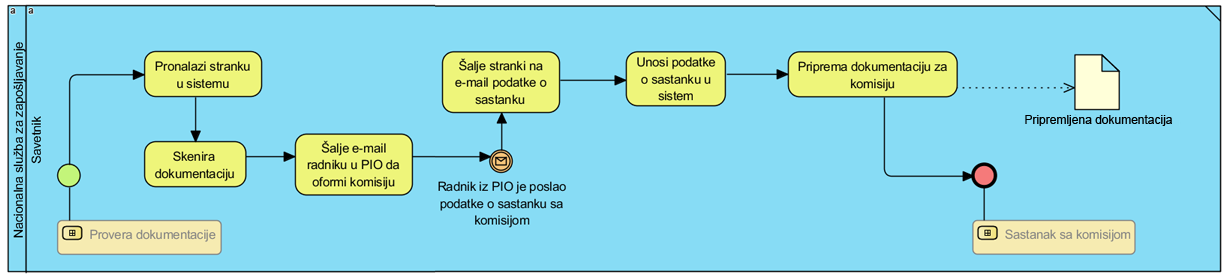 a
a
Nacionalna služba za zapošljavanje
Savetnik
Pronalazi stranku
u sistemu
Skenira
dokumentaciju
Šalje e-mail
radniku u PIO da
oformi komisiju
Šalje stranki na
e-mail podatke o
sastanku
Radnik iz PIO je poslao
podatke o sastanku sa
komisijom
Unosi podatke
o sastanku u
sistem
Priprema dokumentaciju za
komisiju
Pripremljena dokumentacija
Provera dokumentacije
Sastanak sa komisijom